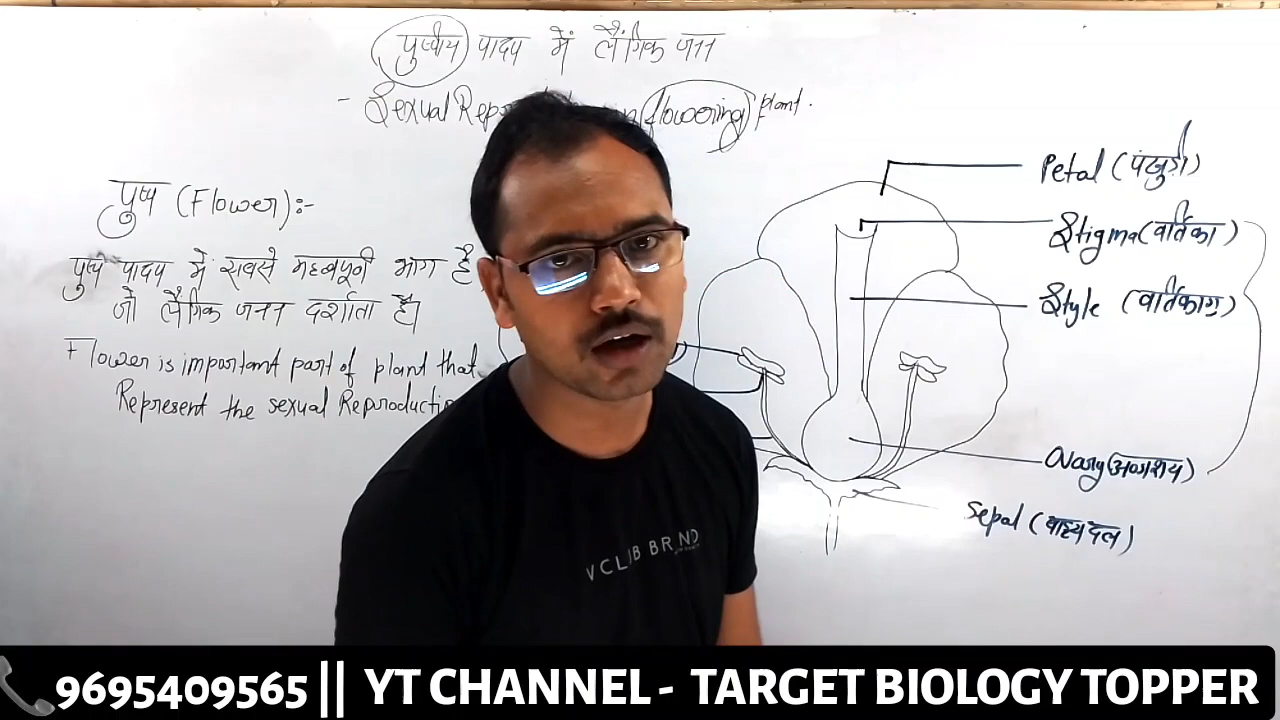 पुष्पीय पादप में लैंगिक जनन
- Sexual Repr flowering plant.
पुष्प (Flower):-
पुष्प पादप में सबसे महत्वपूर्ण भाग है
जो लैंगिक जनन दर्शाता है।
Flower is important part of plant that
Represent the sexual Reproductio
Petal (पंखुड़ी)
Stigma (वर्तिका)
Style (वर्तिकाग्र)
Ovary (अण्डाशय)
Sepal (बाह्यदल)
VCLUB BRAND
9695409565 || YT CHANNEL - TARGET BIOLOGY TOPPER